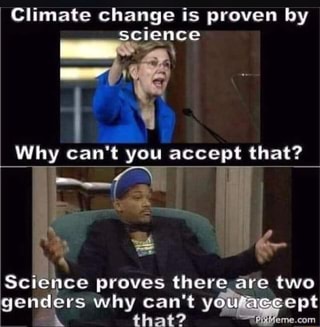 Climate change is proven by
science
Why can't you accept that?
Science proves there are two
genders why can't you accept
that?
PixMeme.com